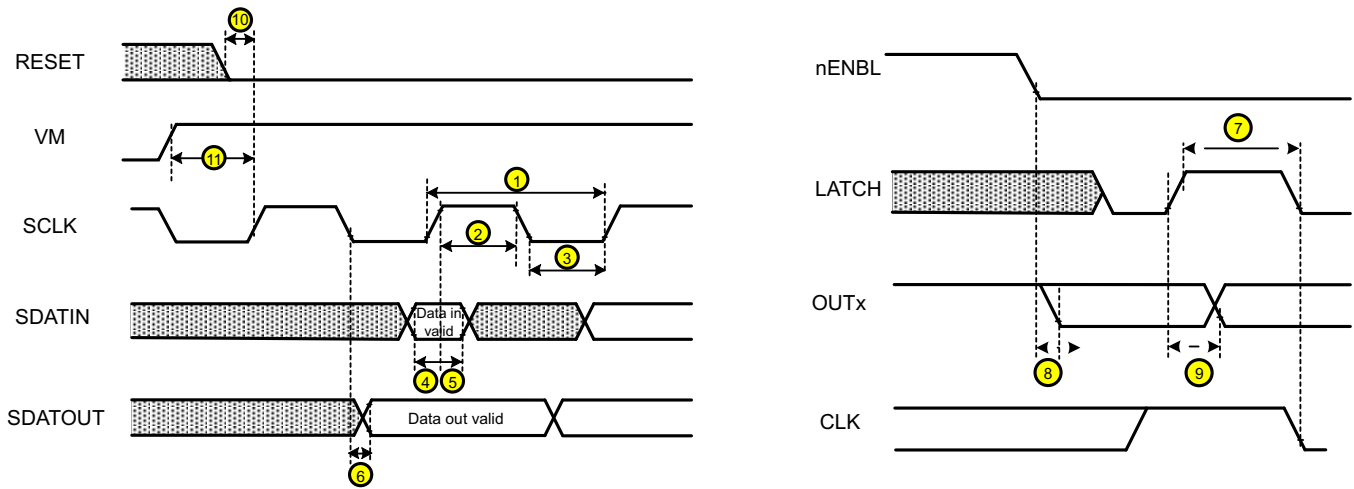 10
RESET
VM
11
1
SCLK
2
3
SDATIN
Data in
valid
4
5
SDATOUT
Data out valid
6
nENBL
7
LATCH
OUTx
8
9
CLK